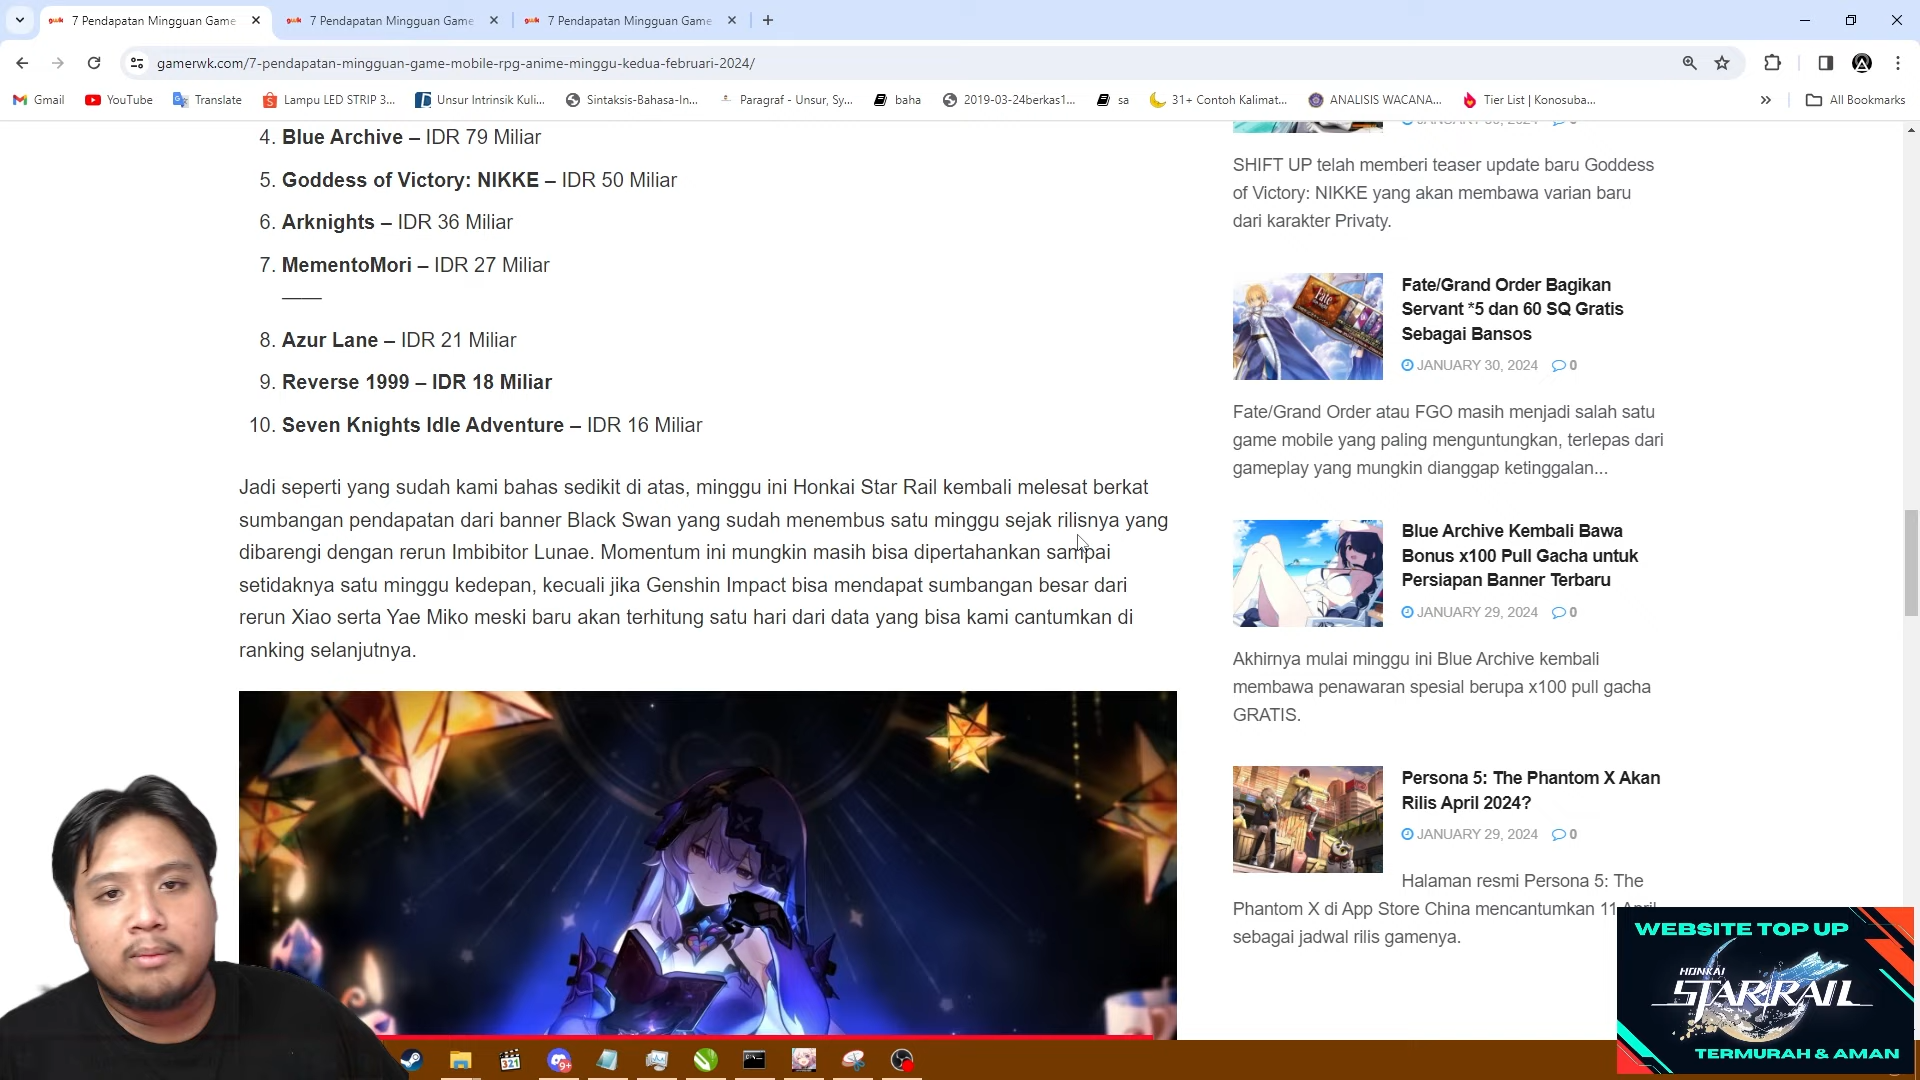 7 Pendapatan Mingguan Game
7 Pendapatan Mingguan Game
7 Pendapatan Mingguan Game
gamerwk.com/7-pendapatan-mingguan-game-mobile-rpg-anime-minggu-kedua-februari-2024/
Gmail
YouTube
Translate
Lampu LED STRIP 3...
Unsur Intrinsik Kuli...
Sintaksis-Bahasa-In...
Paragraf - Unsur, Sy...
baha
2019-03-24berkas1...
sa
31+ Contoh Kalimat...
ANALISIS WACANA...
Tier List | Konosuba...
All Bookmarks
4. Blue Archive – IDR 79 Miliar
5. Goddess of Victory: NIKKE – IDR 50 Miliar
6. Arknights – IDR 36 Miliar
7. MementoMori – IDR 27 Miliar
——
8. Azur Lane – IDR 21 Miliar
9. Reverse 1999 – IDR 18 Miliar
10. Seven Knights Idle Adventure – IDR 16 Miliar
Jadi seperti yang sudah kami bahas sedikit di atas, minggu ini Honkai Star Rail kembali melesat berkat
sumbangan pendapatan dari banner Black Swan yang sudah menembus satu minggu sejak rilisnya yang
dibarengi dengan rerun Imbibitor Lunae. Momentum ini mungkin masih bisa dipertahankan sampai
setidaknya satu minggu kedepan, kecuali jika Genshin Impact bisa mendapat sumbangan besar dari
rerun Xiao serta Yae Miko meski baru akan terhitung satu hari dari data yang bisa kami cantumkan di
ranking selanjutnya.
JANUARY 30, 2024 0
SHIFT UP telah memberi teaser update baru Goddess
of Victory: NIKKE yang akan membawa varian baru
dari karakter Privaty.
Fate/Grand Order Bagikan
Servant *5 dan 60 SQ Gratis
Sebagai Bansos
JANUARY 30, 2024 0
Fate/Grand Order atau FGO masih menjadi salah satu
game mobile yang paling menguntungkan, terlepas dari
gameplay yang mungkin dianggap ketinggalan...
Blue Archive Kembali Bawa
Bonus x100 Pull Gacha untuk
Persiapan Banner Terbaru
JANUARY 29, 2024 0
Akhirnya mulai minggu ini Blue Archive kembali
membawa penawaran spesial berupa x100 pull gacha
GRATIS.
Persona 5: The Phantom X Akan
Rilis April 2024?
JANUARY 29, 2024 0
Halaman resmi Persona 5: The
Phantom X di App Store China mencantumkan 11 April
sebagai jadwal rilis gamenya.
WEBSITE TOP UP
HONKAI
STAR RAIL
TERMURAH & AMAN
321
9+